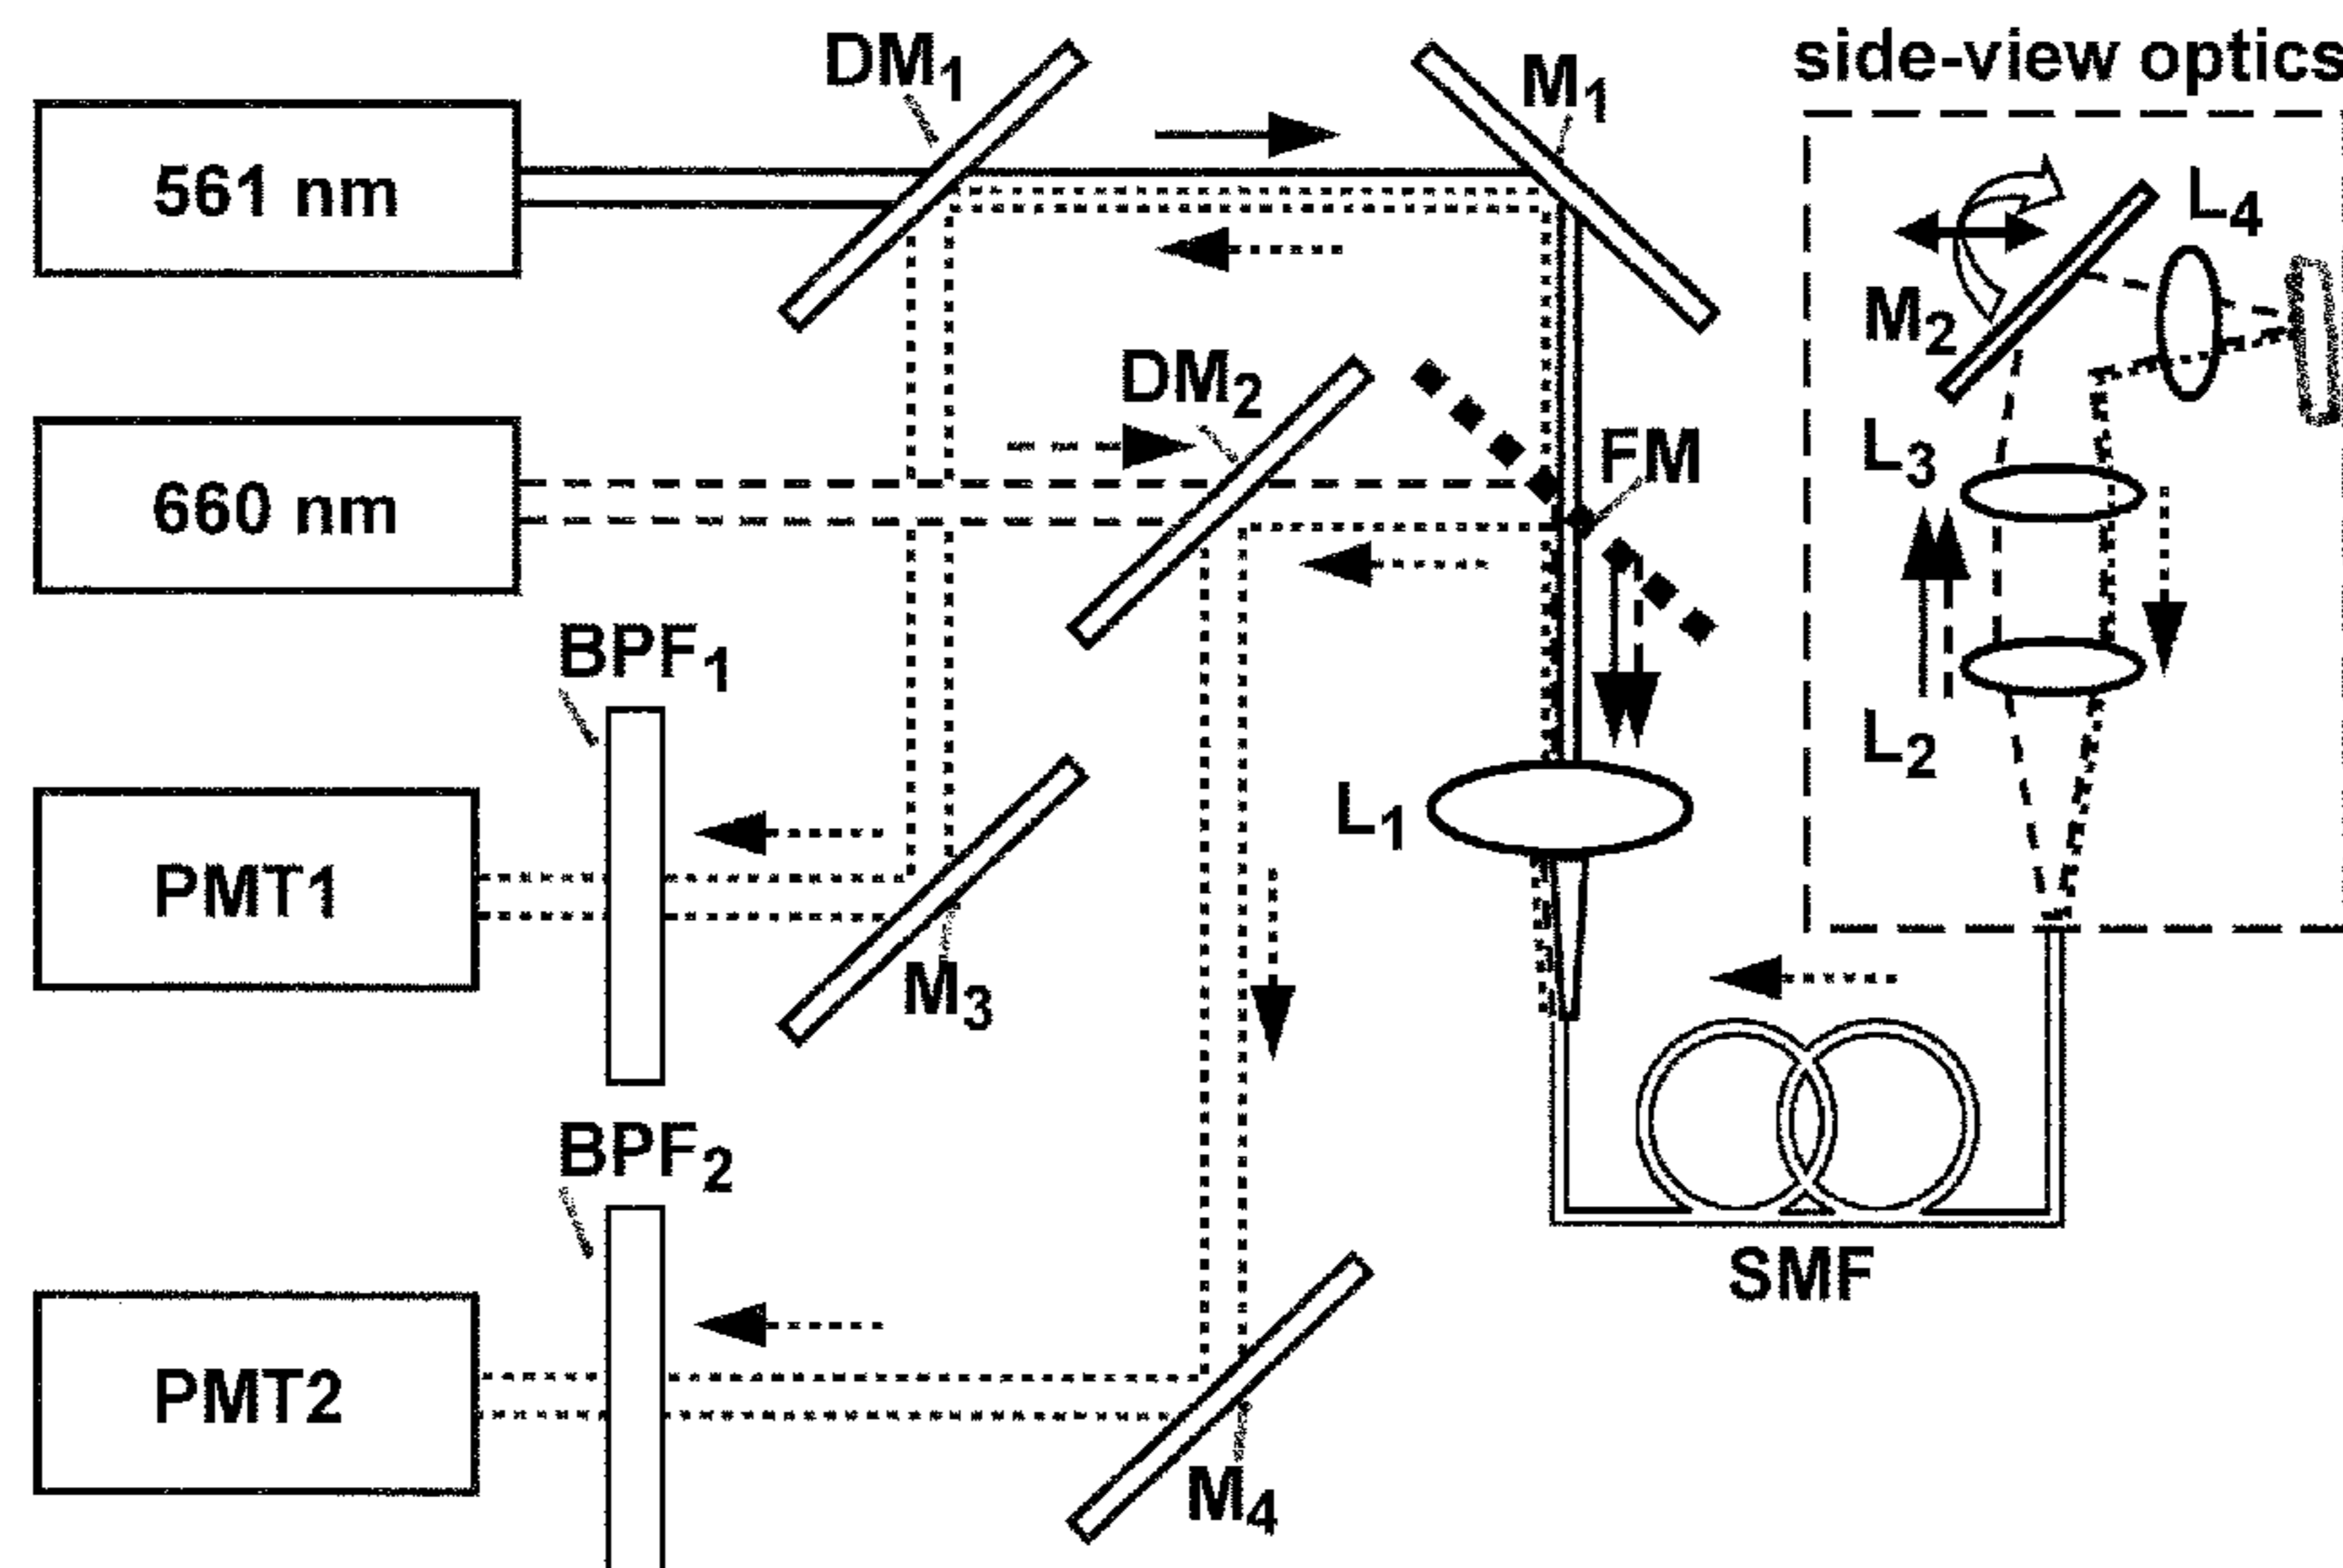 side-view optics
DM1
M1
561 nm
L4
M2
DM2
FM
L3
660 nm
BPF1
L2
L1
PMT1
M3
BPF2
SMF
PMT2
M4